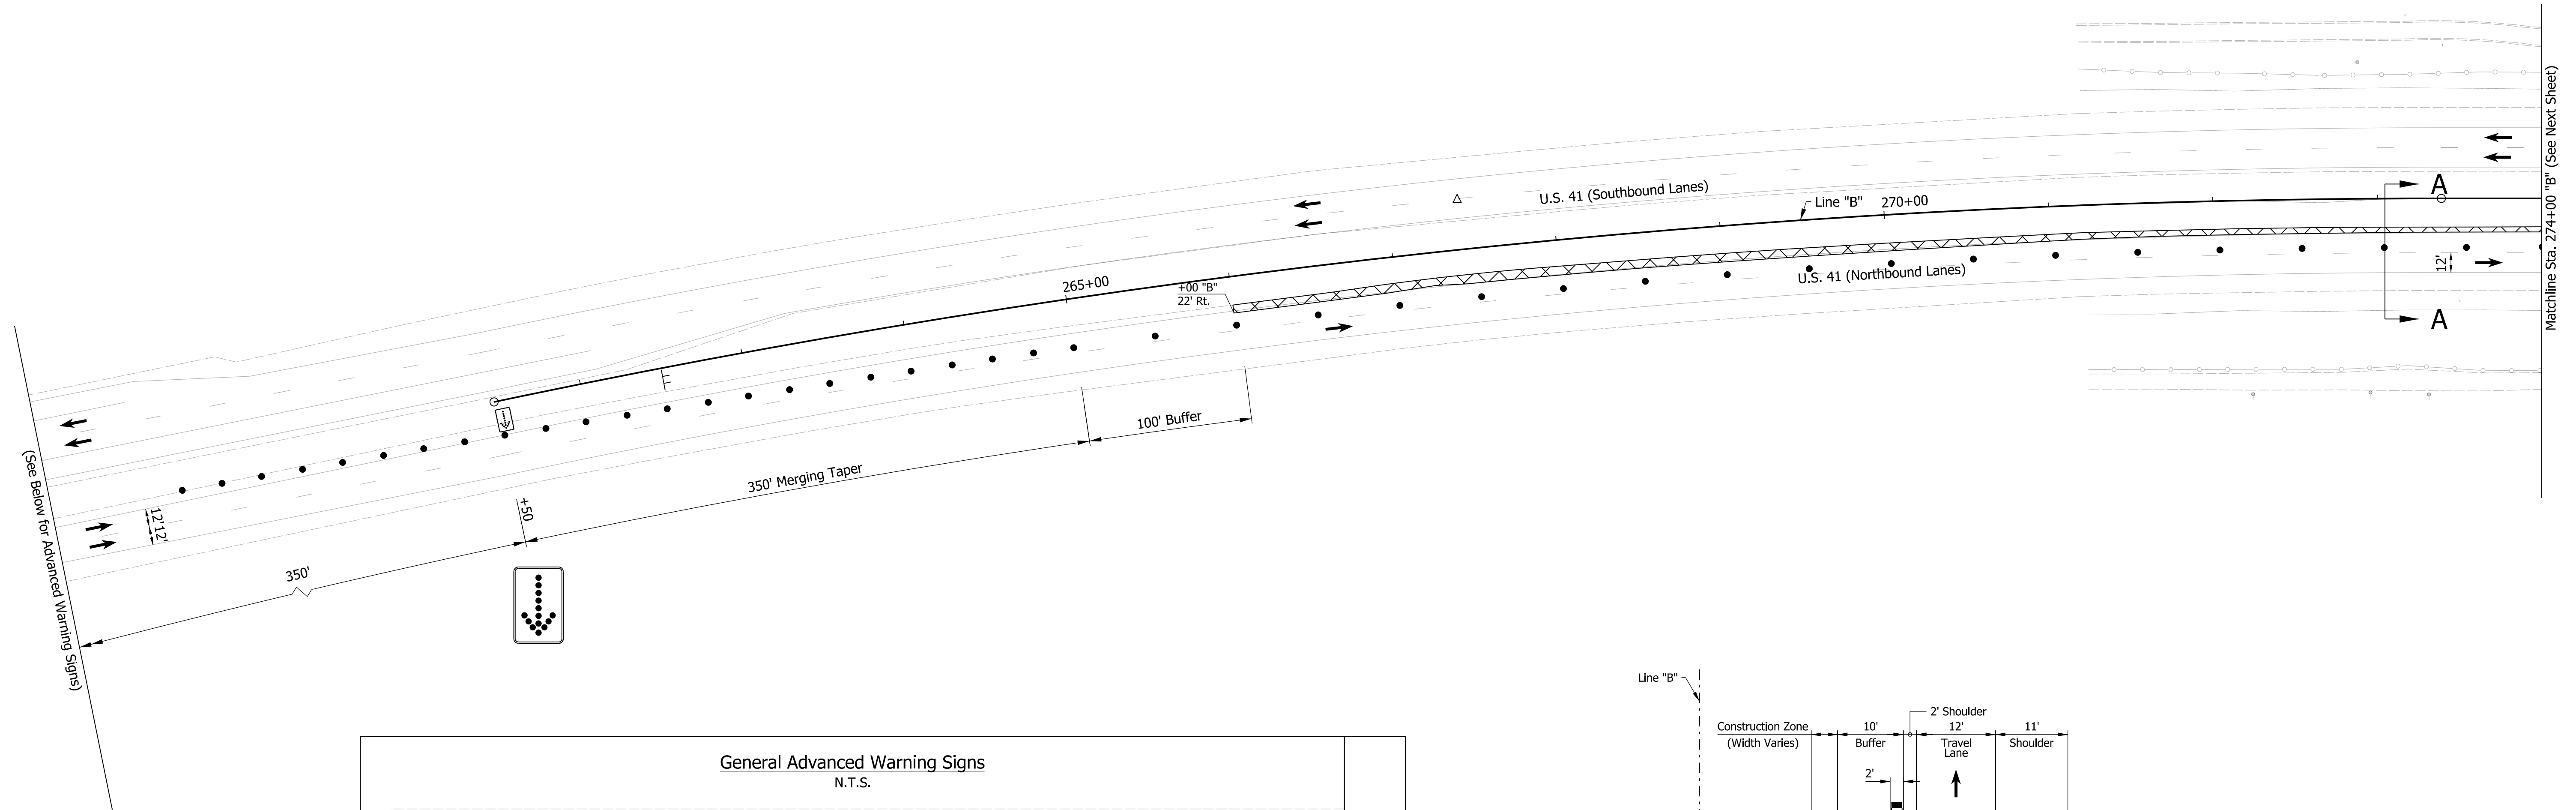 U.S. 41 (Southbound Lanes)
Line "B"
270+00
265+00
+00 "B"
22' Rt.
U.S. 41 (Northbound Lanes)
A
A
12'
Matchline Sta. 274+00 "B" (See Next Sheet)
(See Below for Advanced Warning Signs)
12'
12'
350'
+50
350' Merging Taper
100' Buffer
General Advanced Warning Signs
N.T.S.
Line "B"
2' Shoulder
Construction Zone
(Width Varies)
10'
Buffer
12'
Travel
Lane
11'
Shoulder
2'